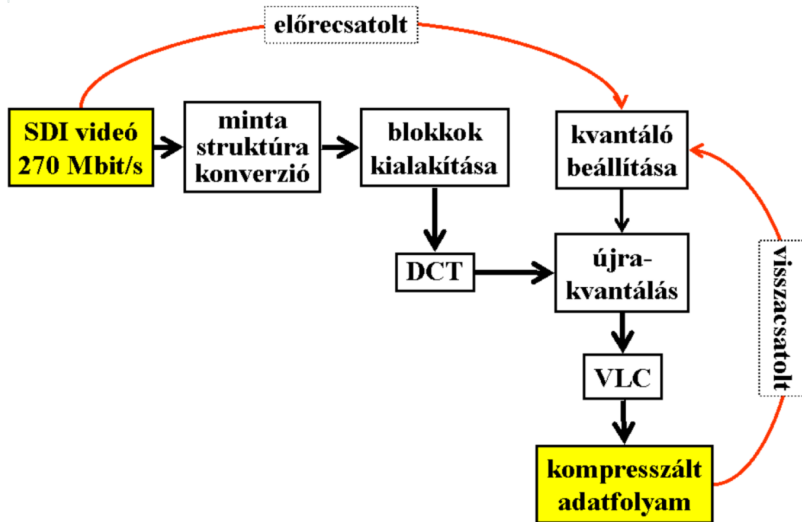 előrecsatolt
SDI videó
270 Mbit/s
minta
struktúra
konverzió
blokkok
kialakítása
kvantáló
beállítása
DCT
újra-
kvantálás
visszacsatolt
VLC
kompresszált
adatfolyam